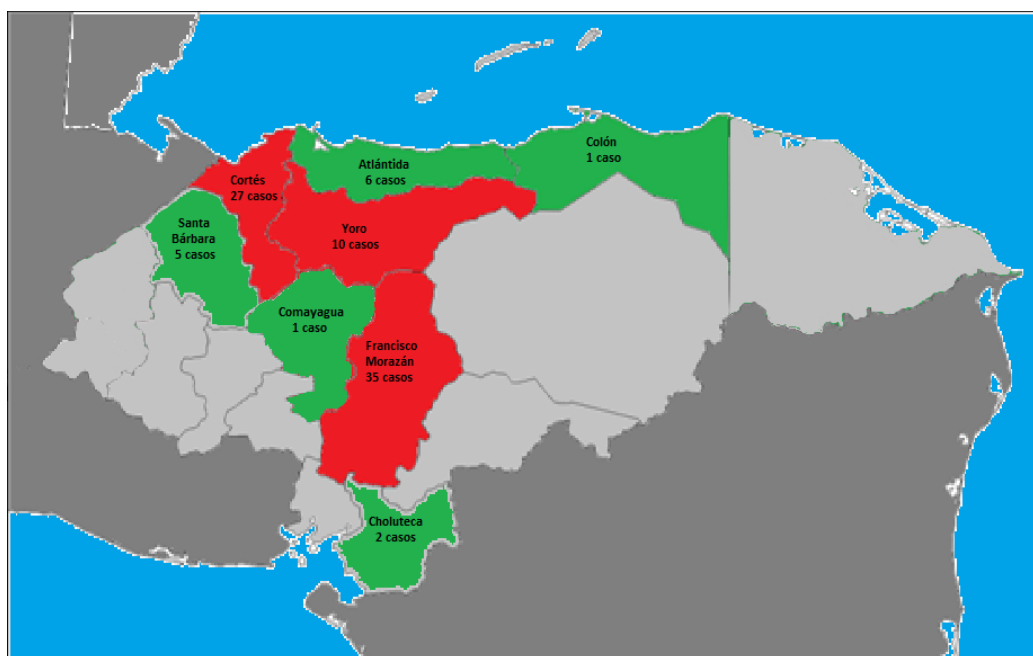 Colón
1 caso
Atlántida
6 casos
Cortés
27 casos
Yoro
10 casos
Santa
Bárbara
5 casos
Comayagua
1 caso
Francisco
Morazán
35 casos
Choluteca
2 casos